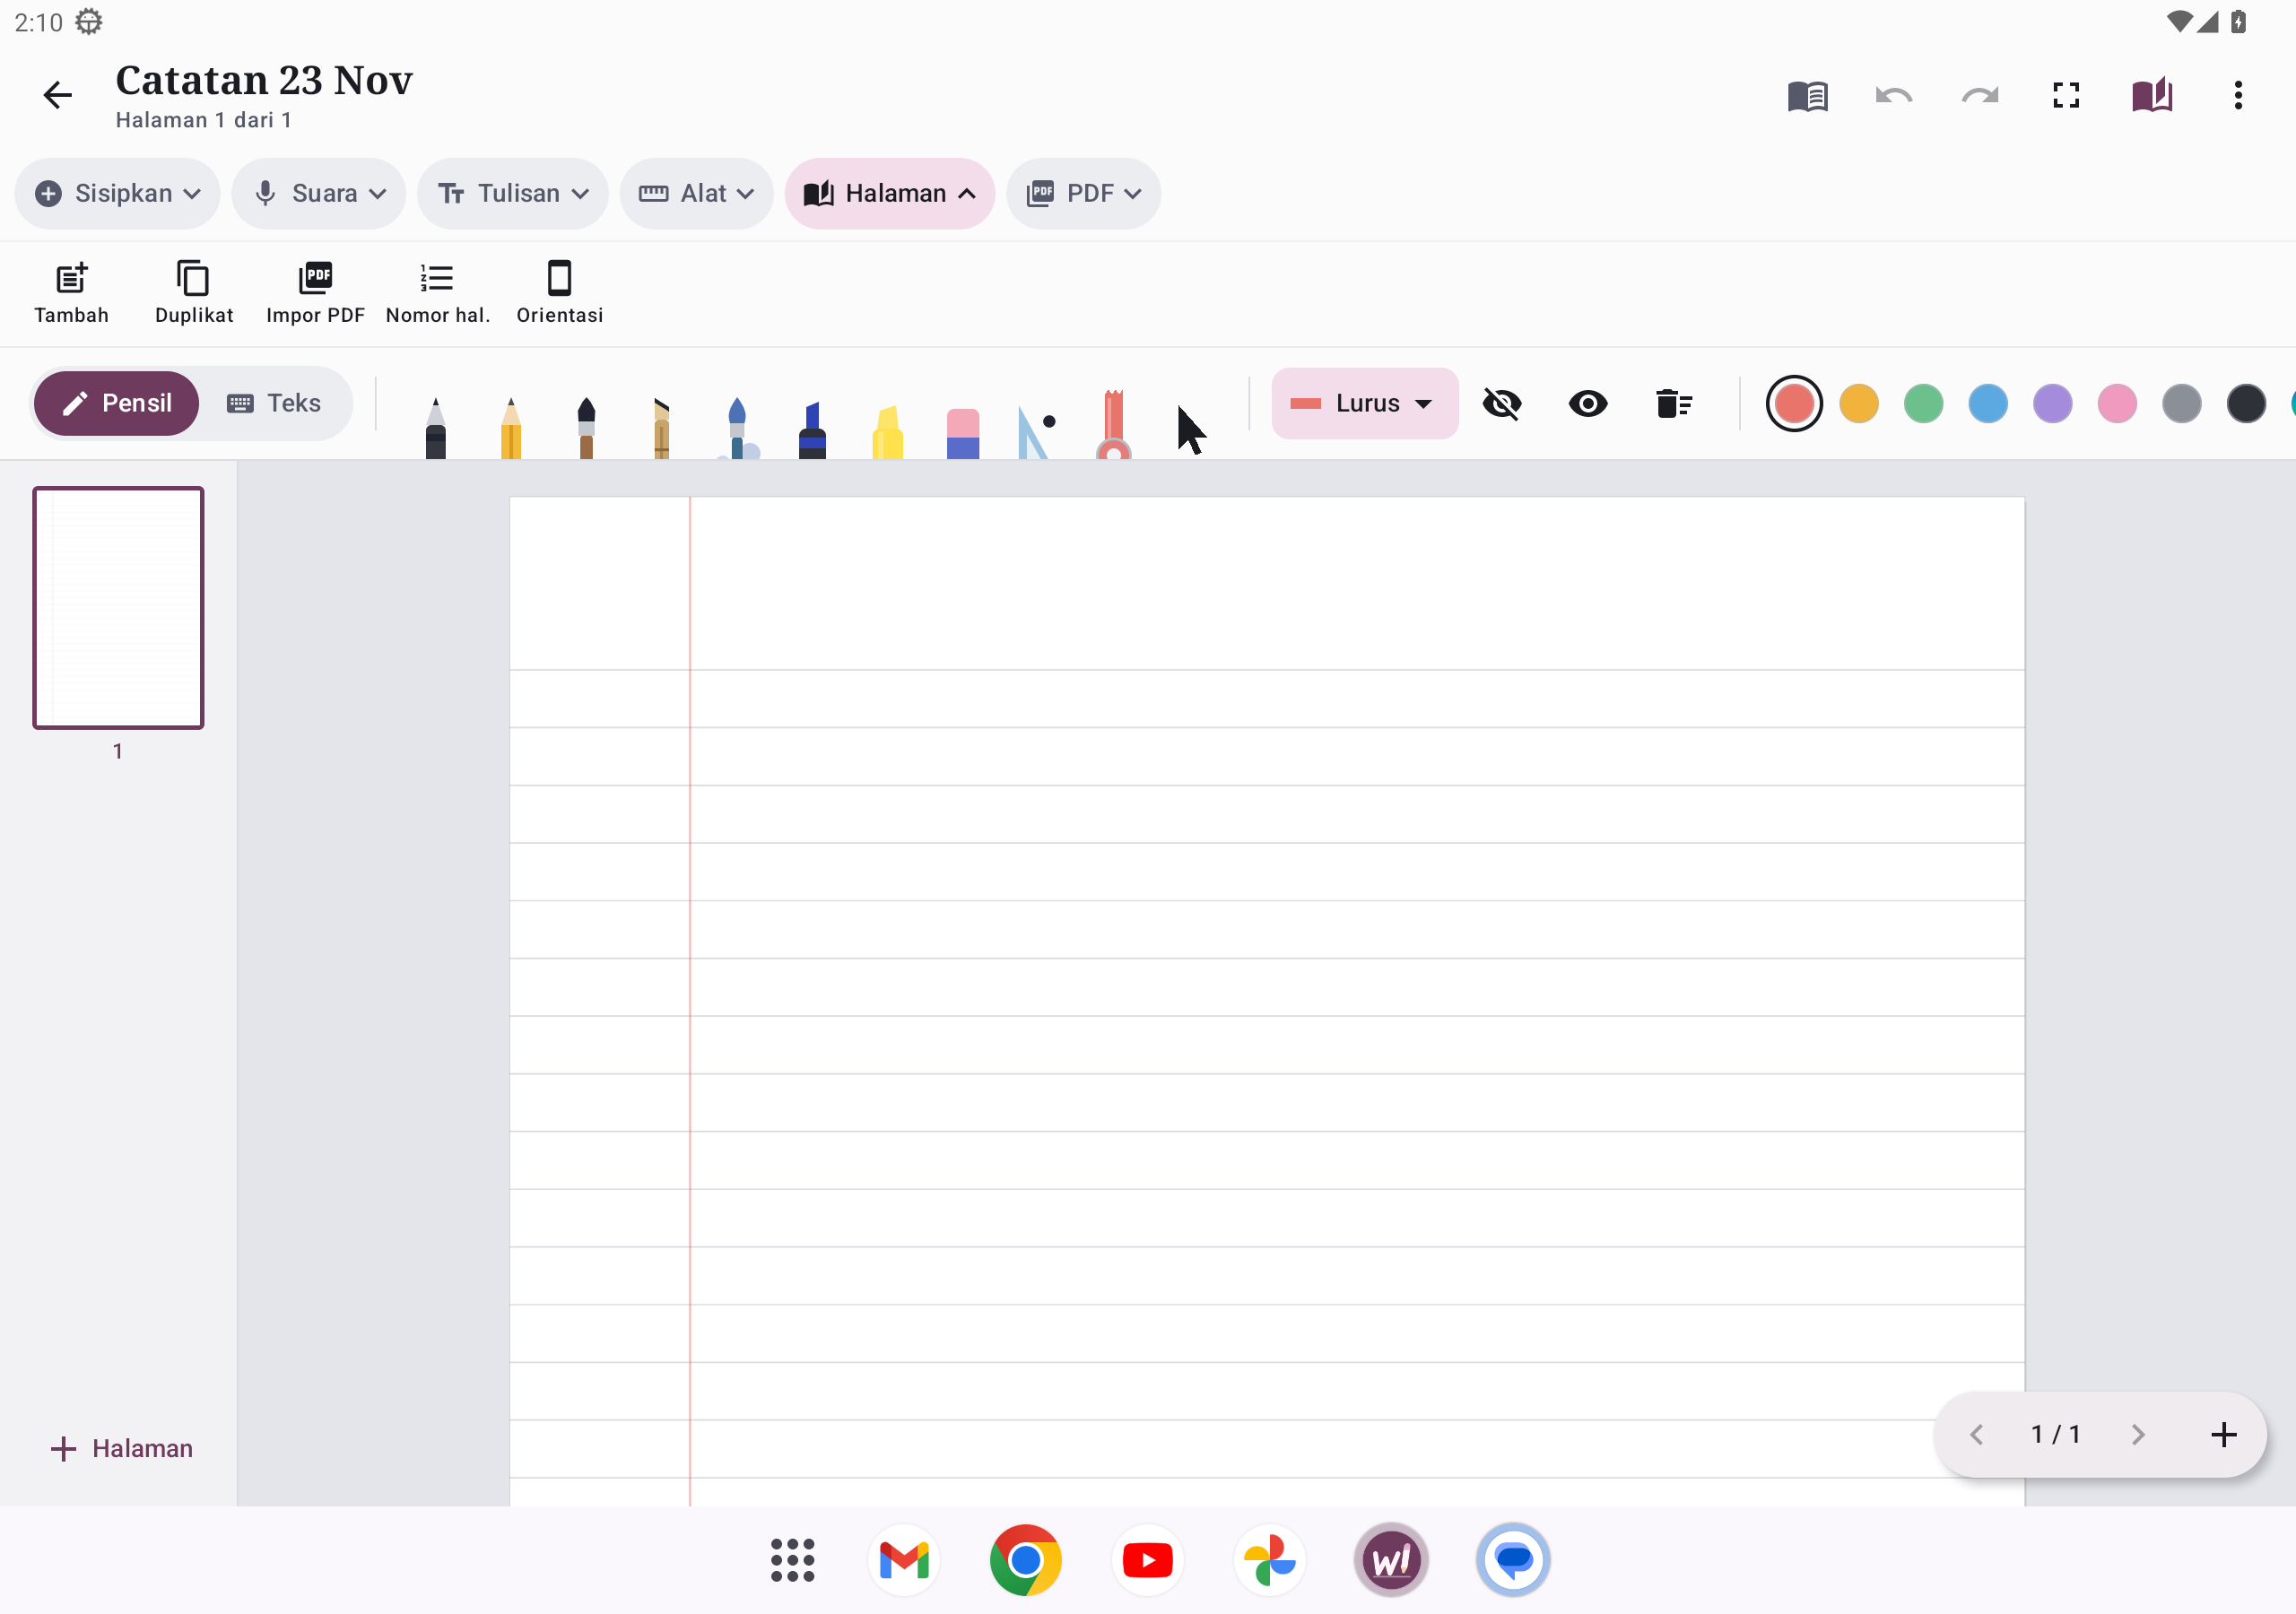 2:10
Catatan 23 Nov
Halaman 1 dari 1
Sisipkan
Suara
Tulisan
Alat
Halaman
PDF
Tambah
Duplikat
Impor PDF
Nomor hal.
Orientasi
Pensil
Teks
Lurus
1
Halaman
1 / 1